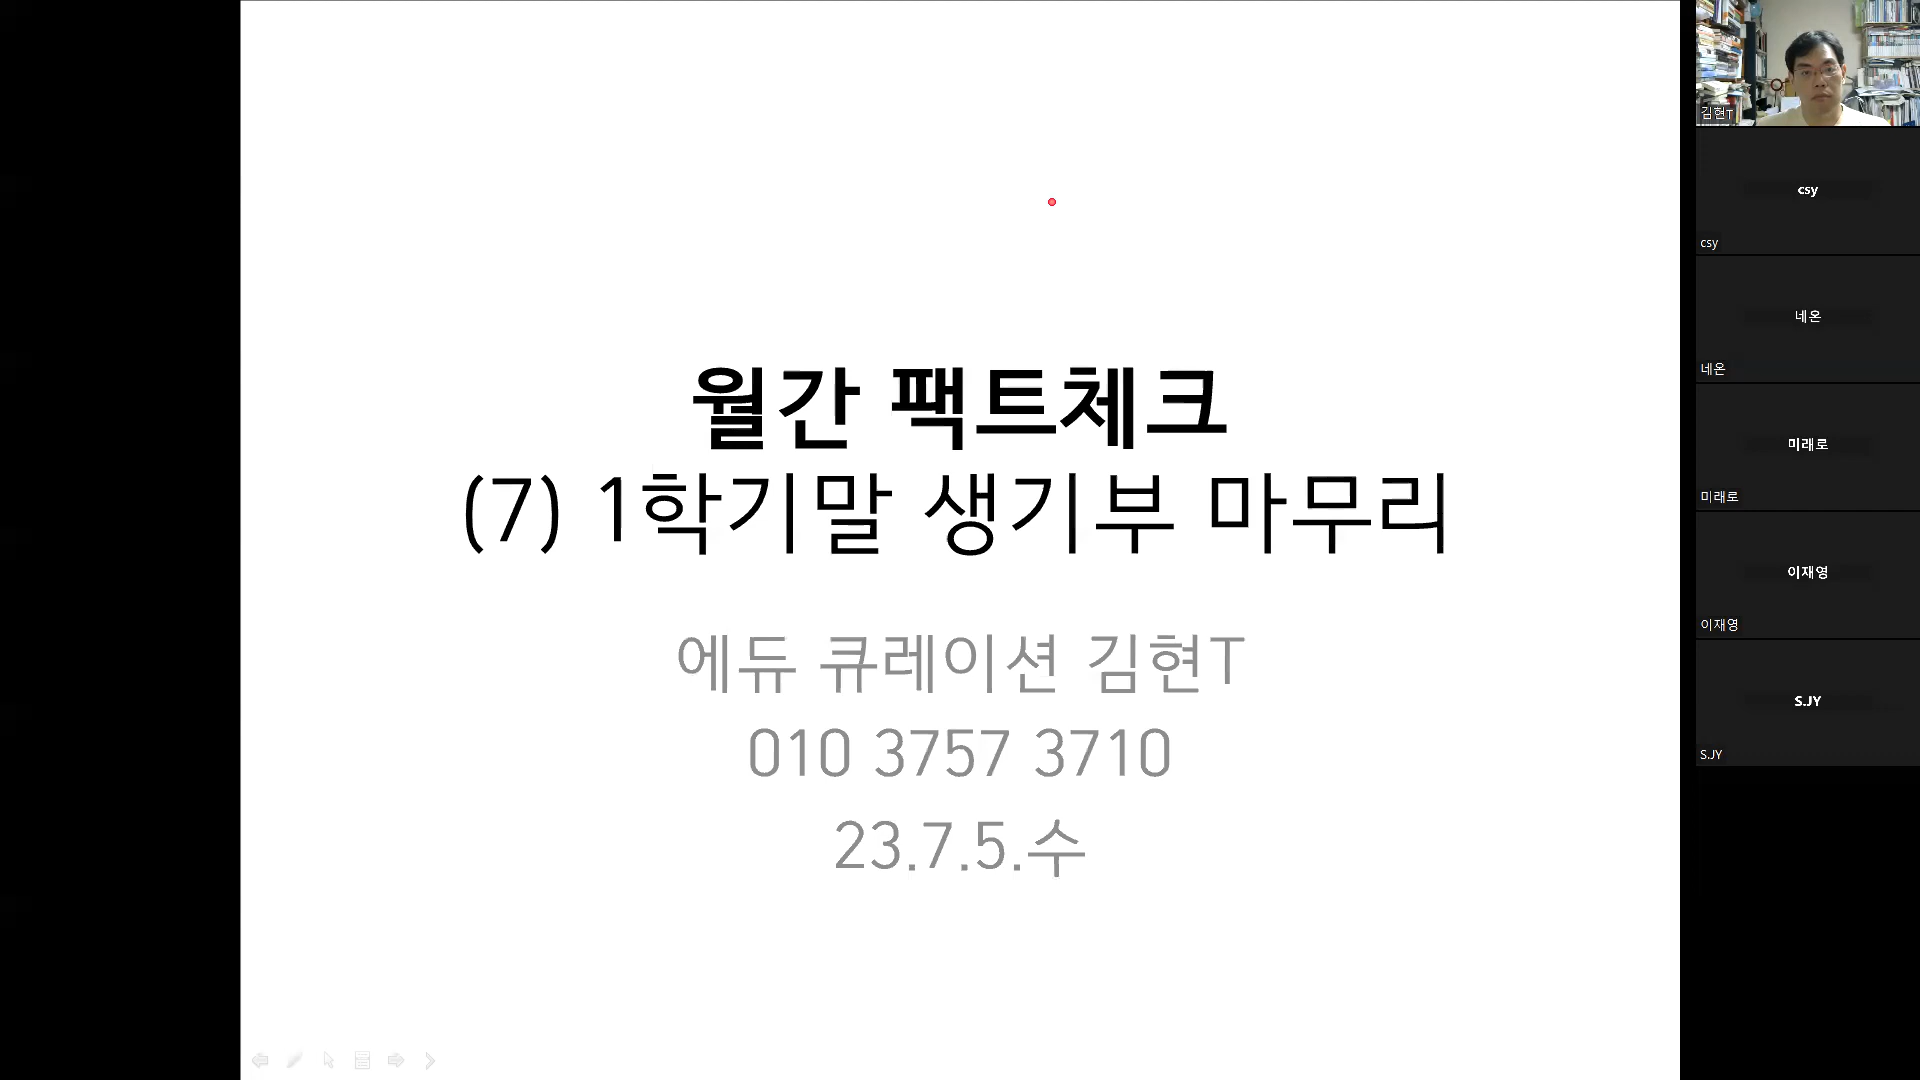 월간 팩트체크
(7) 1학기말 생기부 마무리
에듀 큐레이션 김현T
010 3757 3710
23.7.5.수
김현T
csy
csy
네온
네온
미래로
미래로
이재영
이재영
S.JY
S.JY